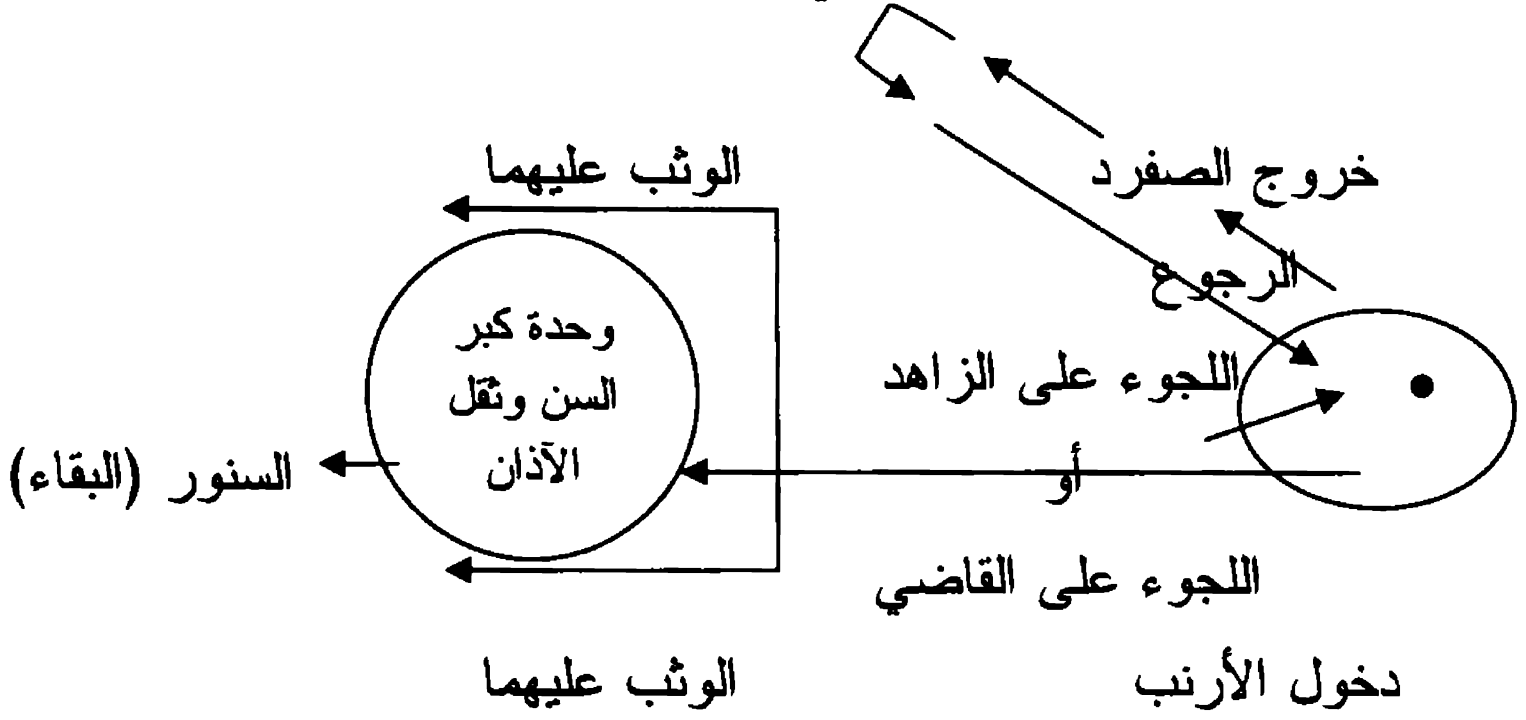 خروج الصفرد
الوثب عليهما
الرجوع
وحدة كبر
السن وثقل
الآذان
اللجوء على الزاهد
أو
السنور (البقاء)
اللجوء على القاضي
دخول الأرنب
الوثب عليهما